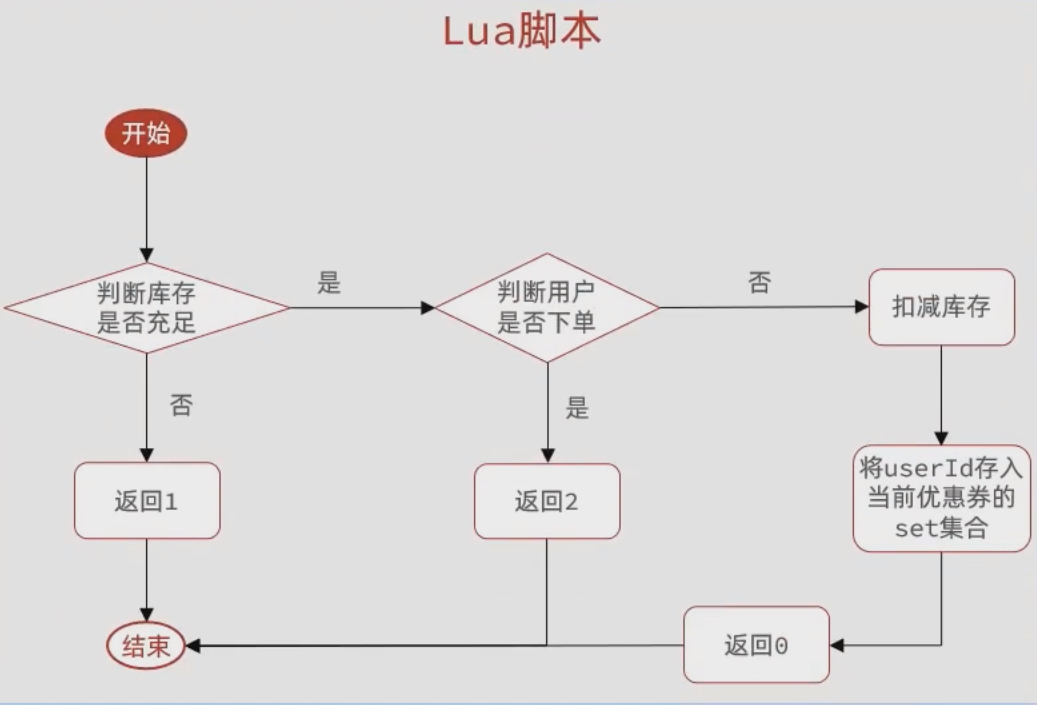 Lua脚本
开始
判断库存
是否充足
是
判断用户
是否下单
否
扣减库存
否
是
返回1
返回2
将userId存入
当前优惠券的
set集合
返回0
结束